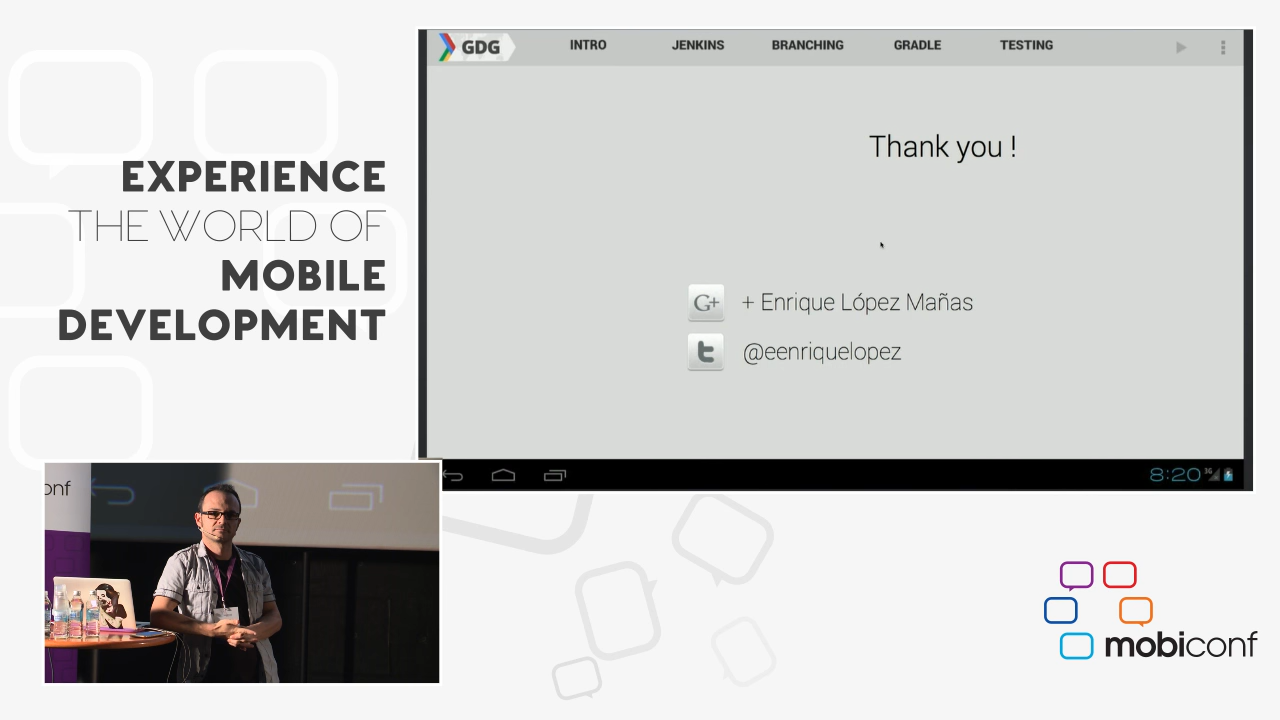 EXPERIENCE
THE WORLD OF
MOBILE
DEVELOPMENT
GDG INTRO JENKINS BRANCHING GRADLE TESTING
Thank you !
G+ + Enrique López Mañas
t @eenriquelopez
8:20 3G
onf
mobiconf